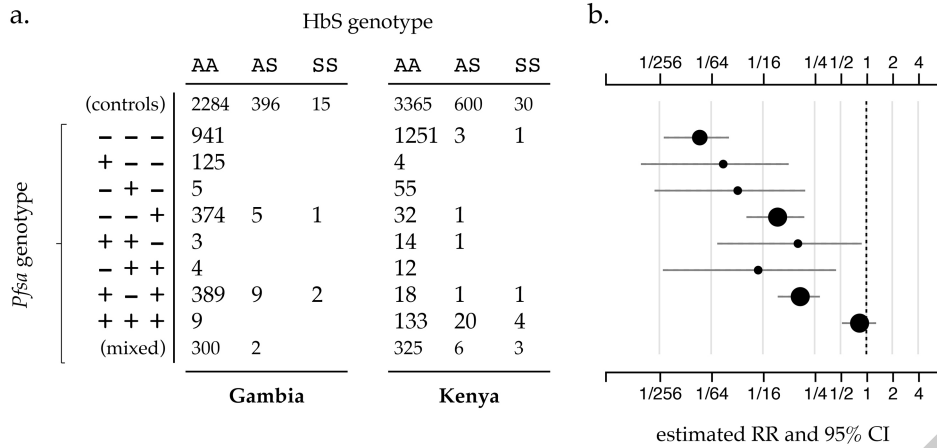 a.
HbS genotype
b.
AA AS SS AA AS SS
1/256 1/64 1/16 1/4 1/2 1 2 4
(controls) 2284 396 15 3365 600 30
− − − 941 1251 3 1
+ − − 125 4
− + − 5 55
− − + 374 5 1 32 1
+ + − 3 14 1
− + + 4 12
+ − + 389 9 2 18 1 1
+ + + 9 133 20 4
(mixed) 300 2 325 6 3
Pfsa genotype
Gambia Kenya
1/256 1/64 1/16 1/4 1/2 1 2 4
estimated RR and 95% CI